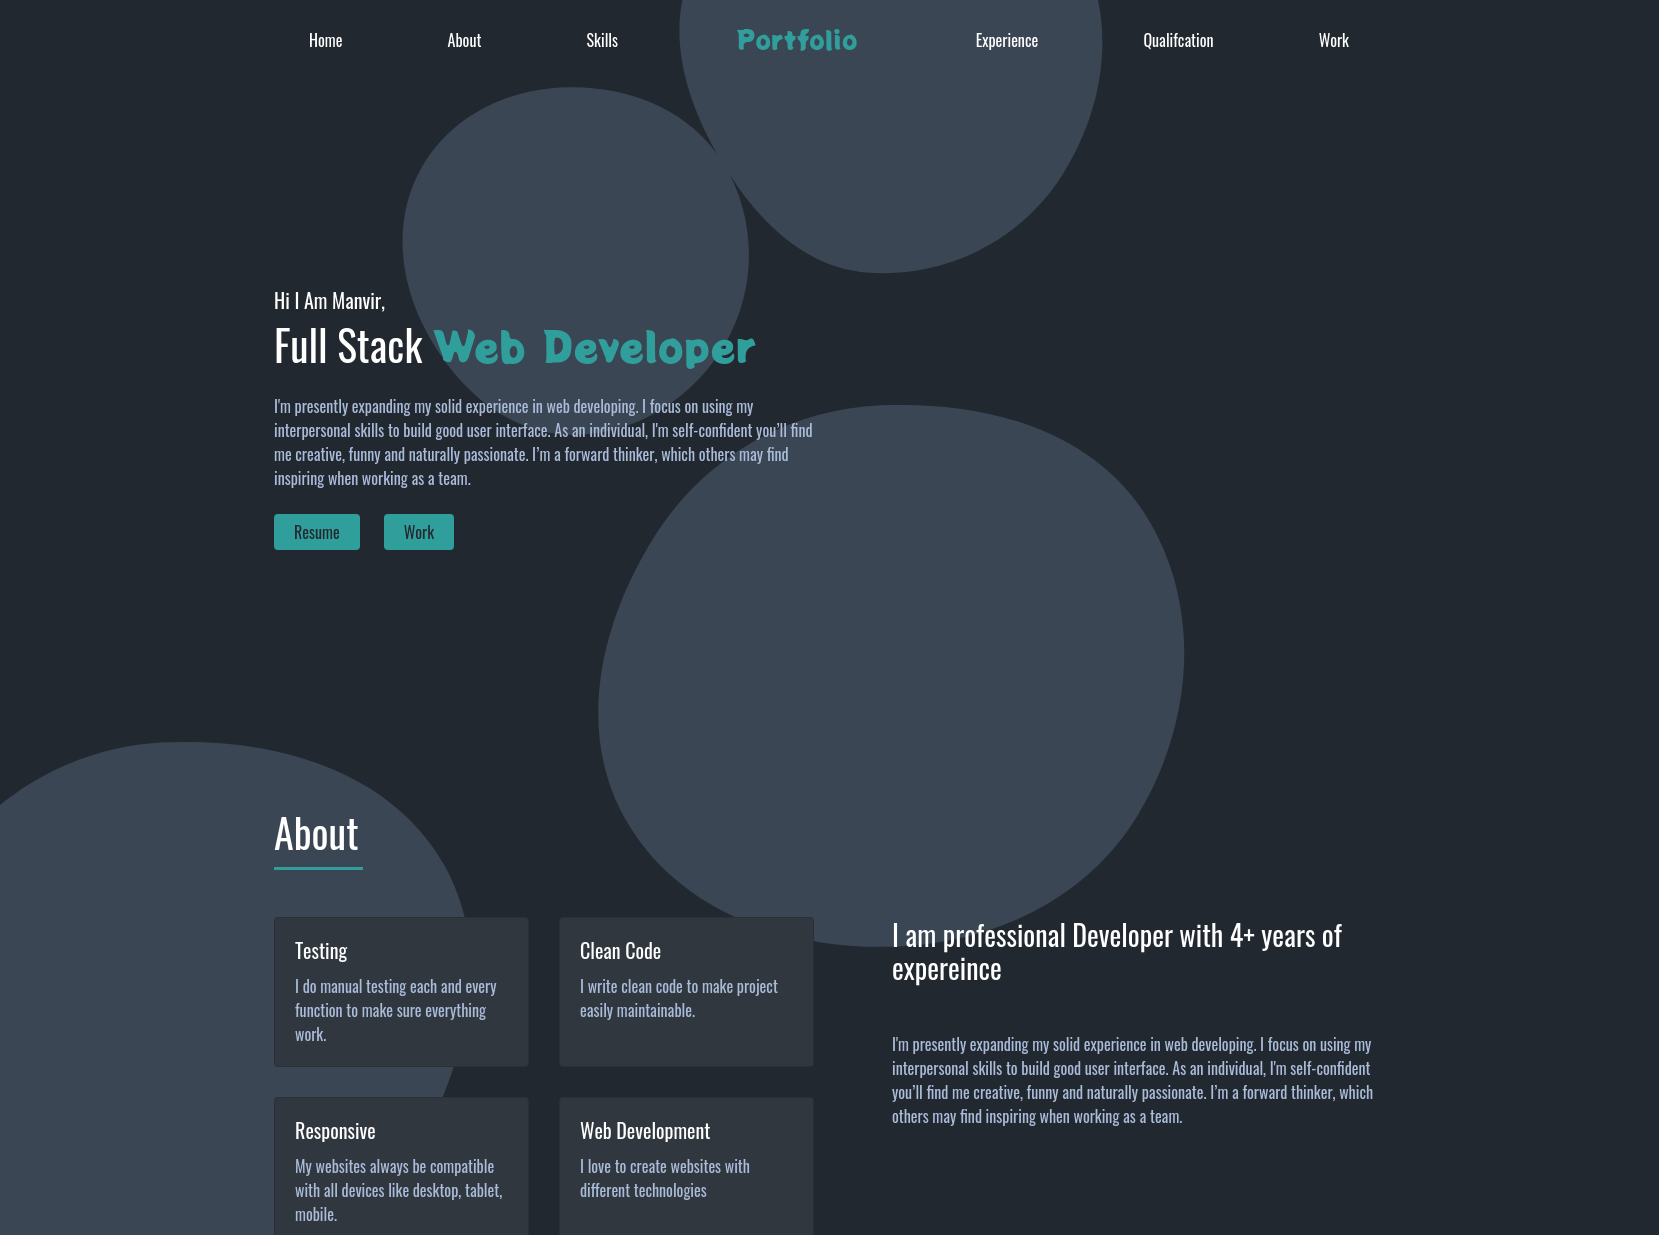 Home About Skills Portfolio Experience Qualifcation Work
Hi I Am Manvir,
Full Stack Web Developer
I'm presently expanding my solid experience in web developing. I focus on using my
interpersonal skills to build good user interface. As an individual, I'm self-confident you'll find
me creative, funny and naturally passionate. I'm a forward thinker, which others may find
inspiring when working as a team.
Resume Work
About
Testing
I do manual testing each and every
function to make sure everything
work.
Clean Code
I write clean code to make project
easily maintainable.
Responsive
My websites always be compatible
with all devices like desktop, tablet,
mobile.
Web Development
I love to create websites with
different technologies
I am professional Developer with 4+ years of
expereince
I'm presently expanding my solid experience in web developing. I focus on using my
interpersonal skills to build good user interface. As an individual, I'm self-confident
you'll find me creative, funny and naturally passionate. I'm a forward thinker, which
others may find inspiring when working as a team.